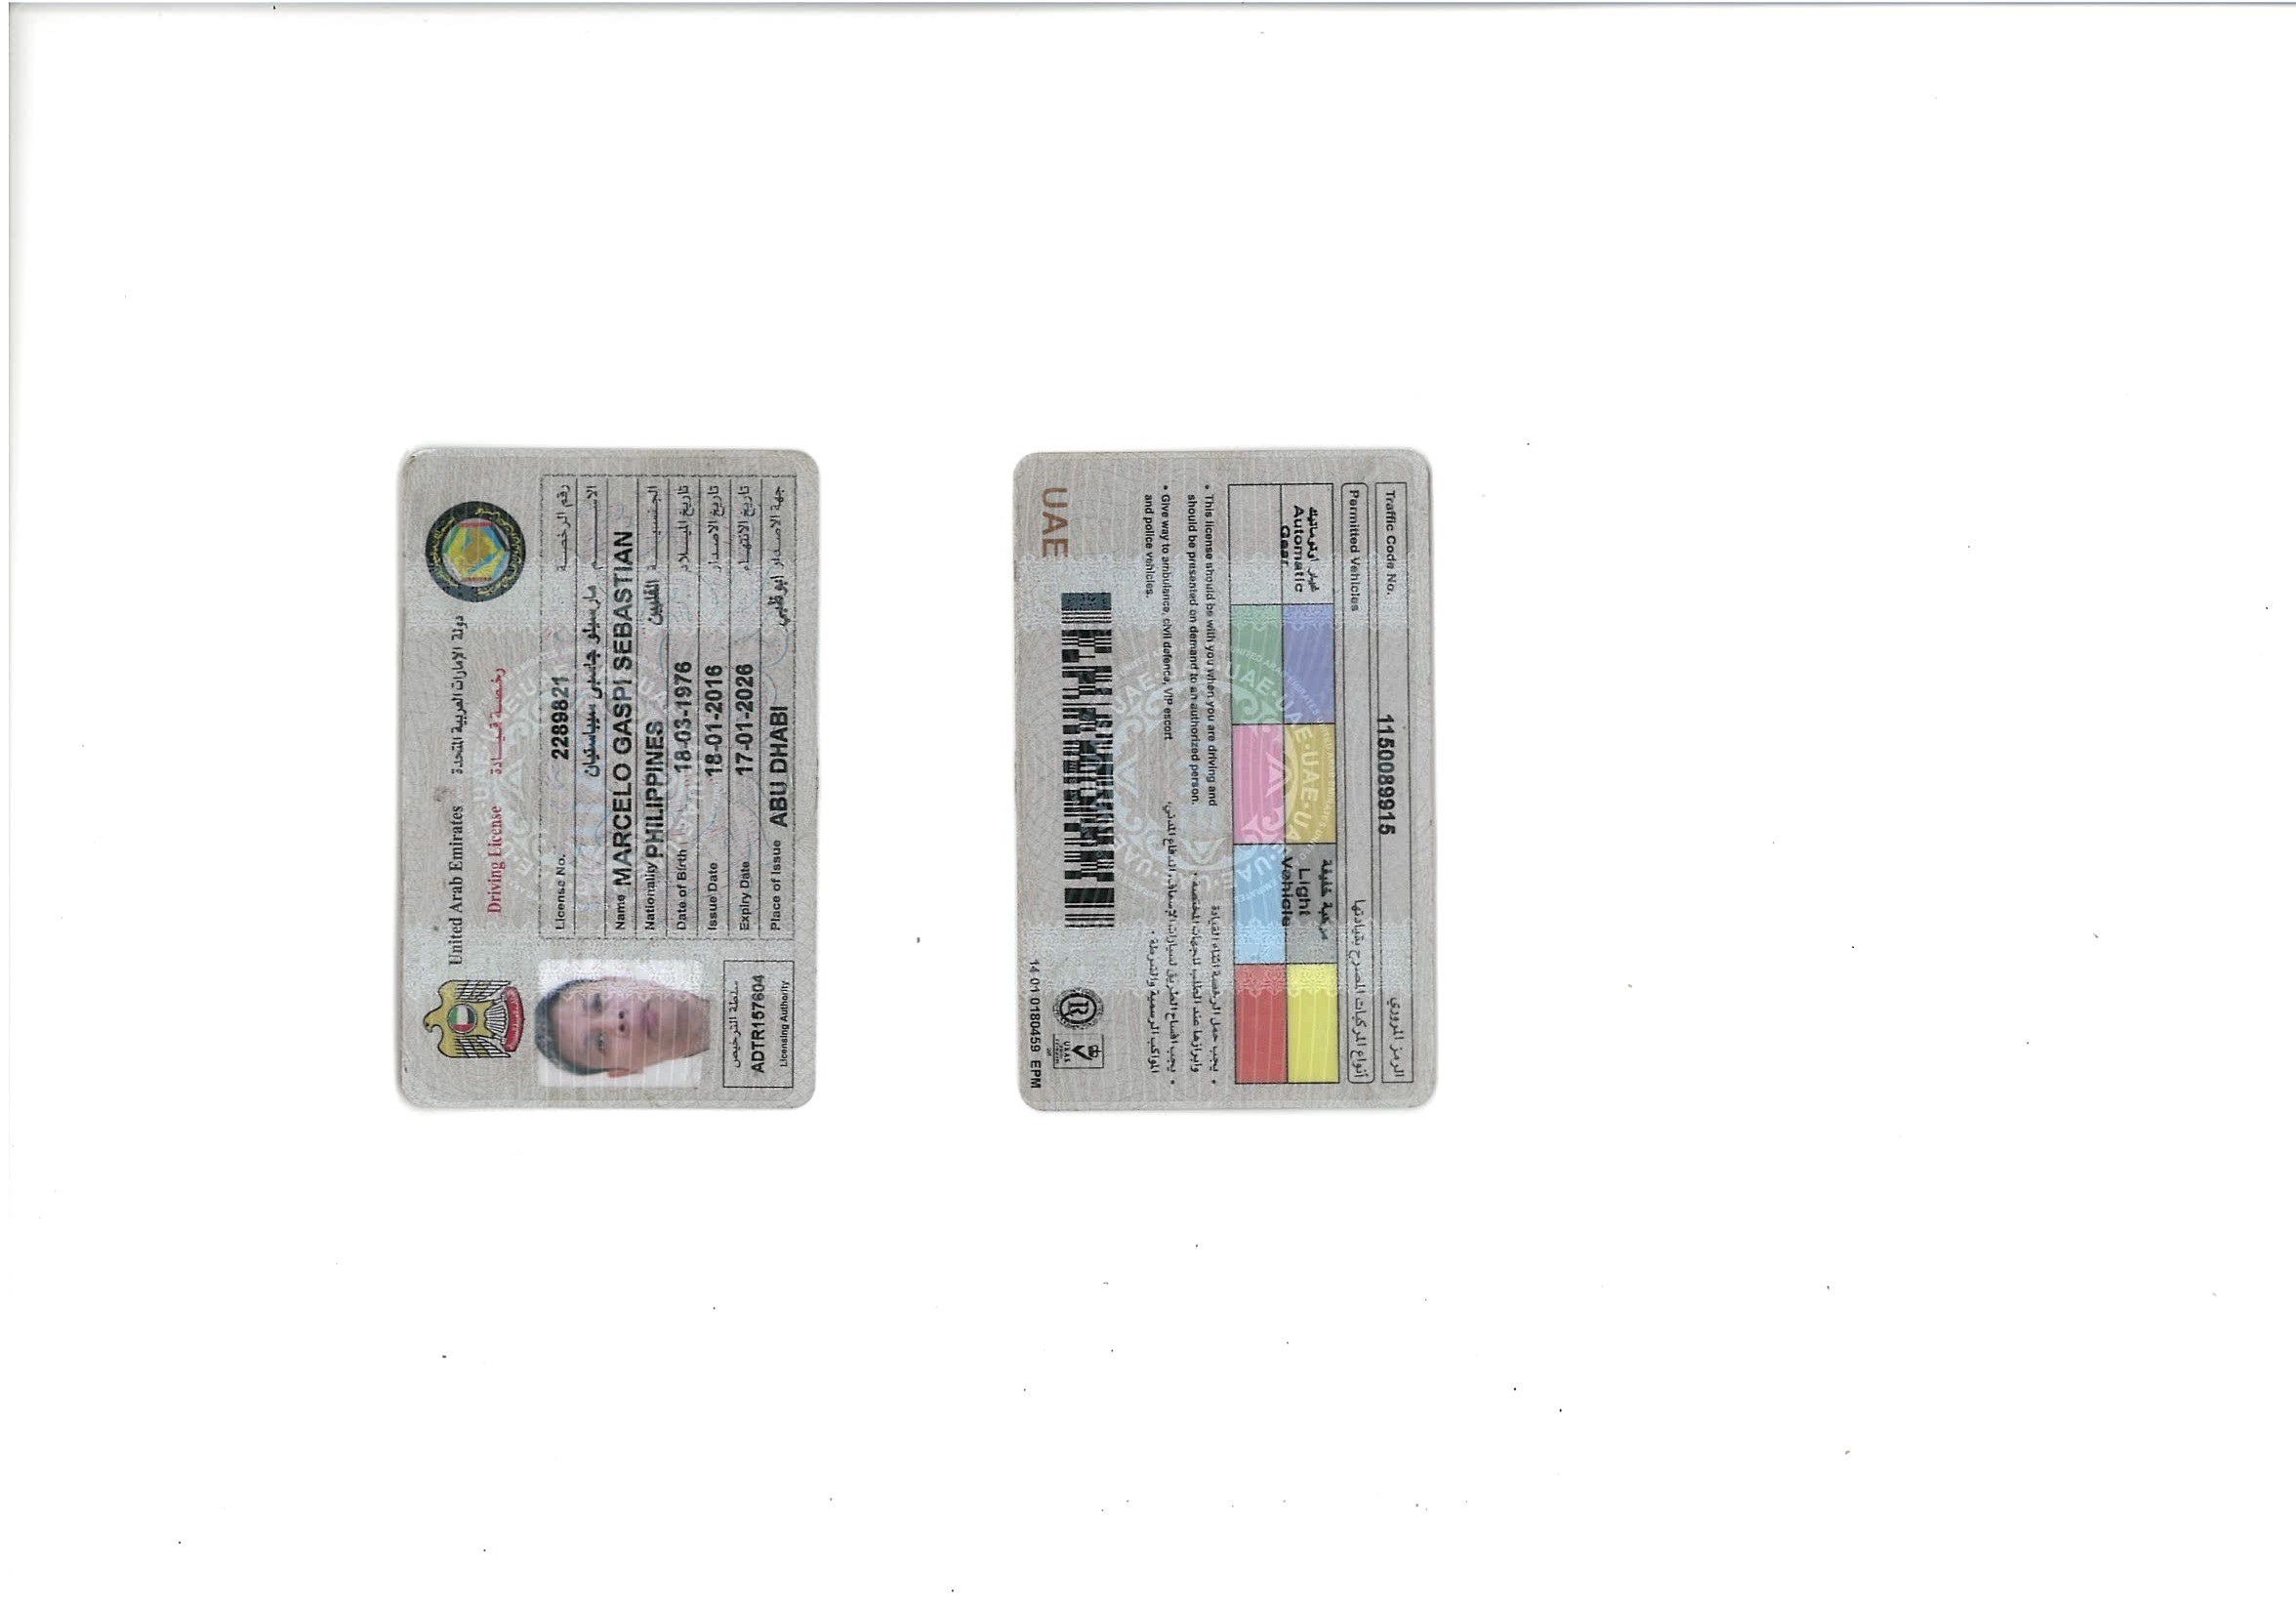 United Arab Emirates دولة الإمارات العربية المتحدة
Driving License رخصة قيادة
License No. 2289821 رقم الرخصة
مارسيلو جاسبى سيباستيان الاسم
Name MARCELO GASPI SEBASTIAN
Nationality PHILIPPINES الفلبين الجنسية
Date of Birth 18-03-1976 تاريخ الميلاد
Issue Date 18-01-2016 تاريخ الاصدار
Expiry Date 17-01-2026 تاريخ الانتهاء
Place of Issue ABU DHABI ابوظبي جهة الاصدار
سلطة الترخيص
ADTR157604
Licensing Authority
Traffic Code No. 1150089915 الرمز المروري
Permitted Vehicles أنواع المركبات المصرح بقيادتها
غيار اوتوماتيك
Automatic
Gear
مركبة خفيفة
Light
Vehicle
• This license should be with you when you are driving and
should be presented on demand to an authorized person.
• Give way to ambulance, civil defence, VIP escort
and police vehicles.
• يجب حمل الرخصة اثناء القيادة
وابرازها عند الطلب للجهات المختصة .
• يجب افساح الطريق لسيارات الإسعاف، الدفاع المدني،
المواكب الرسمية والشرطة .
UAE
14 01 0180459 EPM